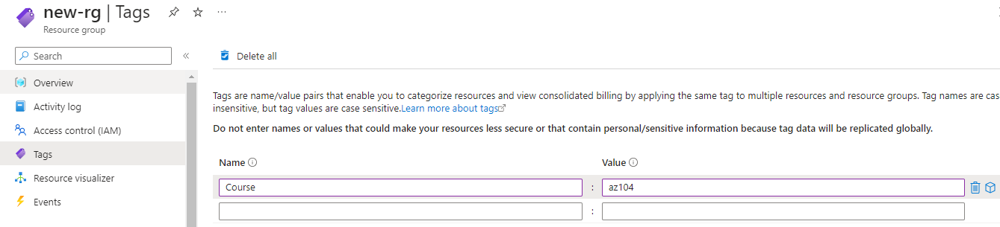 new-rg | Tags
Resource group
Search
Delete all
Overview
Activity log
Access control (IAM)
Tags
Resource visualizer
Events
Tags are name/value pairs that enable you to categorize resources and view consolidated billing by applying the same tag to multiple resources and resource groups. Tag names are cas
insensitive, but tag values are case sensitive.Learn more about tags
Do not enter names or values that could make your resources less secure or that contain personal/sensitive information because tag data will be replicated globally.
Name Value
Course : az104
: